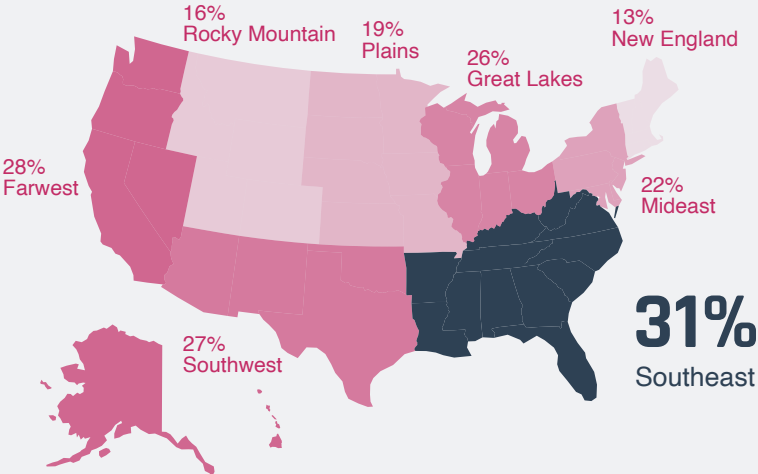 16%
Rocky Mountain
19%
Plains
26%
Great Lakes
13%
New England
28%
Farwest
22%
Mideast
31%
Southeast
27%
Southwest